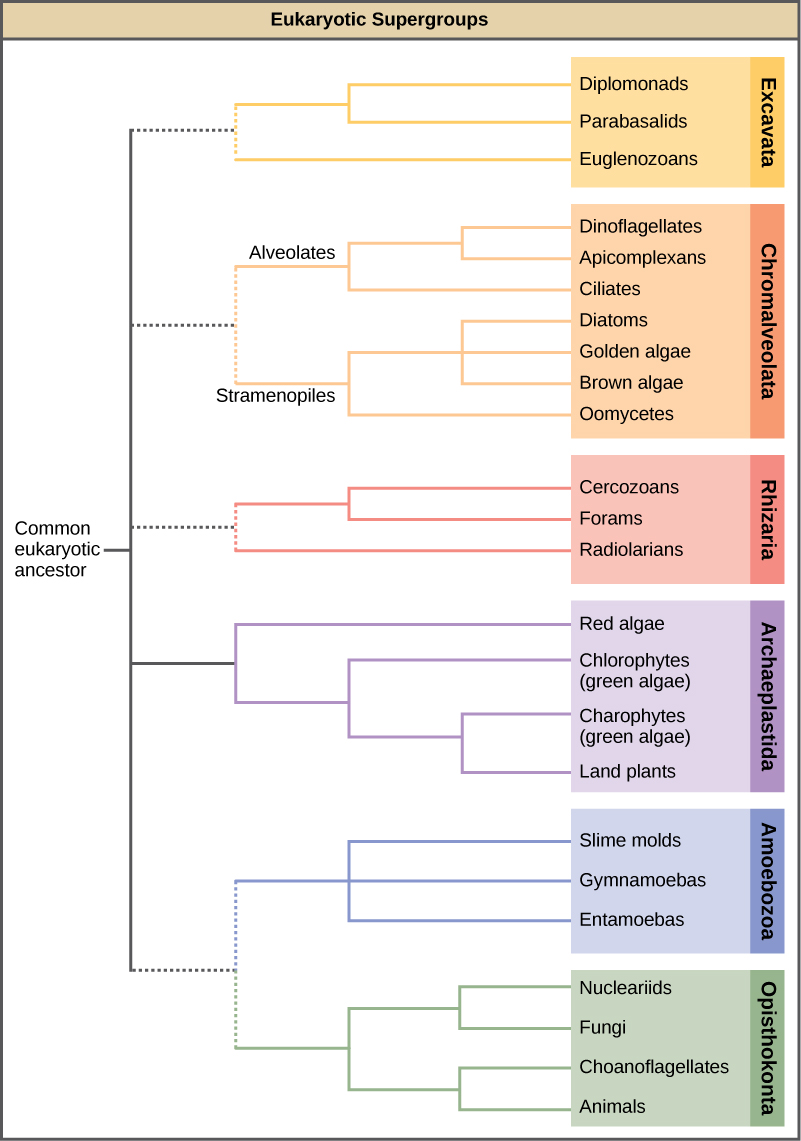 Eukaryotic Supergroups
Diplomonads
Parabasalids
Euglenozoans
Excavata
Alveolates
Stramenopiles
Dinoflagellates
Apicomplexans
Ciliates
Diatoms
Golden algae
Brown algae
Oomycetes
Chromalveolata
Common
eukaryotic
ancestor
Cercozoans
Forams
Radiolarians
Rhizaria
Red algae
Chlorophytes
(green algae)
Charophytes
(green algae)
Land plants
Archaeplastida
Slime molds
Gymnamoebas
Entamoebas
Amoebozoa
Nucleariids
Fungi
Choanoflagellates
Animals
Opisthokonta